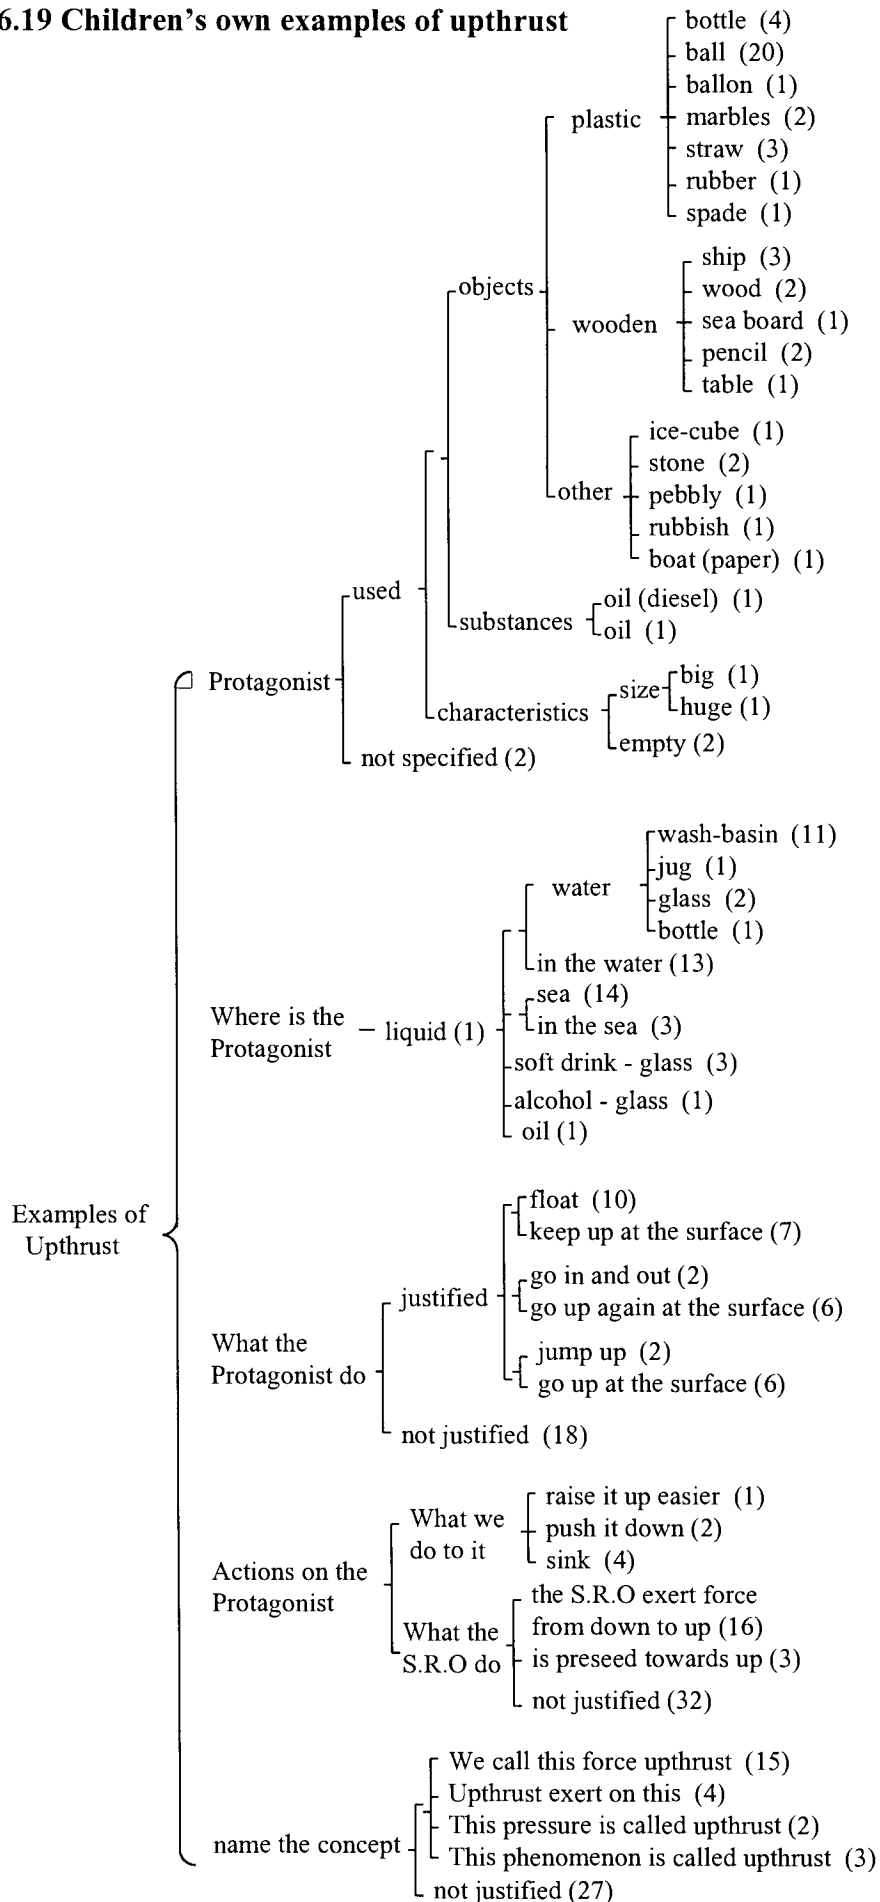 6.19 Children's own examples of upthrust
bottle (4)
ball (20)
ballon (1)
plastic
marbles (2)
straw (3)
rubber (1)
spade (1)
ship (3)
objects
wood (2)
wooden
sea board (1)
pencil (2)
table (1)
ice-cube (1)
stone (2)
other
pebbly (1)
rubbish (1)
boat (paper) (1)
used
oil (diesel) (1)
substances
oil (1)
Protagonist
big (1)
size
huge (1)
characteristics
empty (2)
not specified (2)
wash-basin (11)
jug (1)
water
glass (2)
bottle (1)
in the water (13)
sea (14)
Where is the
Protagonist
liquid (1)
in the sea (3)
soft drink - glass (3)
alcohol - glass (1)
oil (1)
Examples of
Upthrust
float (10)
keep up at the surface (7)
go in and out (2)
justified
go up again at the surface (6)
What the
Protagonist do
jump up (2)
go up at the surface (6)
not justified (18)
raise it up easier (1)
What we
do to it
push it down (2)
sink (4)
Actions on the
Protagonist
the S.R.O exert force
from down to up (16)
What the
S.R.O do
is preseed towards up (3)
not justified (32)
We call this force upthrust (15)
Upthrust exert on this (4)
This pressure is called upthrust (2)
name the concept
This phenomenon is called upthrust (3)
not justified (27)